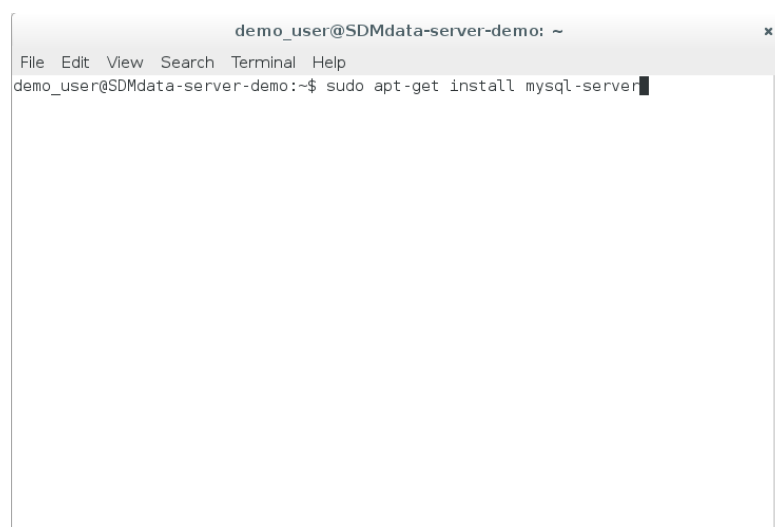 demo_user@SDMdata-server-demo: ~
File Edit View Search Terminal Help
demo_user@SDMdata-server-demo:~$ sudo apt-get install mysql-server